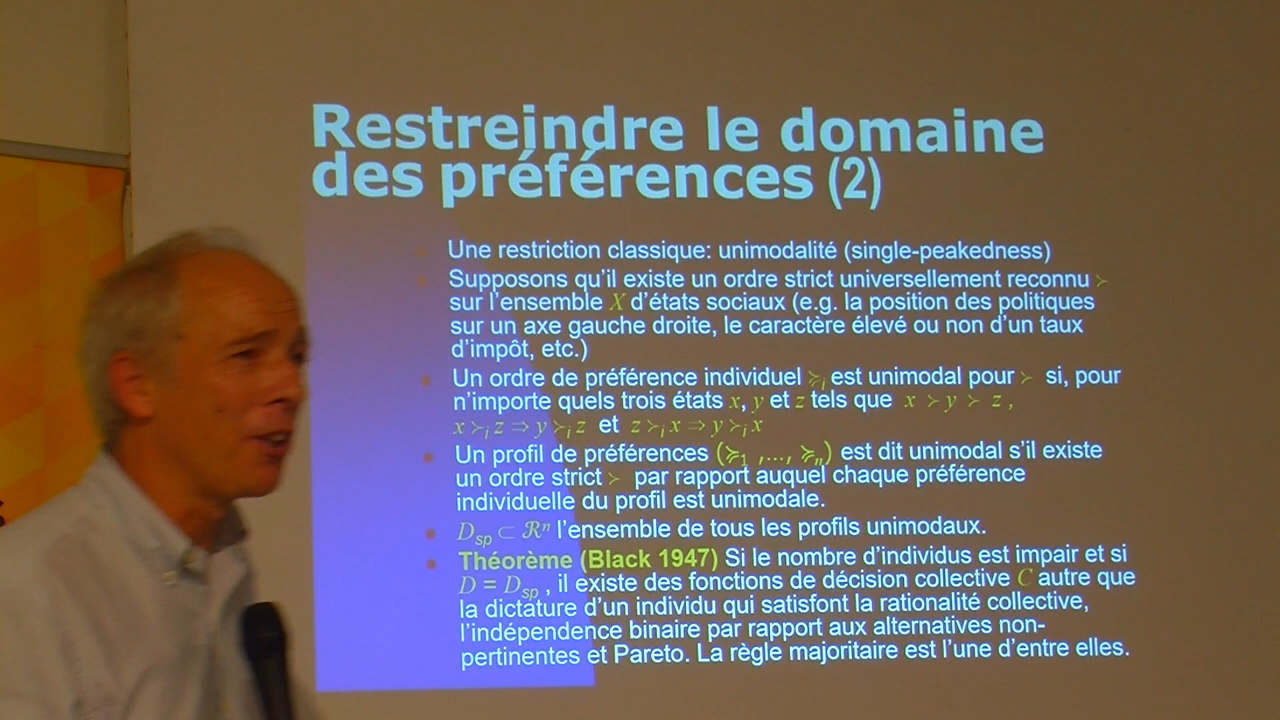 Restreindre le domaine
des préférences (2)
Une restriction classique: unimodalité (single-peakedness)
Supposons qu'il existe un ordre strict universellement reconnu ≻
sur l'ensemble X d'états sociaux (e.g. la position des politiques
sur un axe gauche droite, le caractère élevé ou non d'un taux
d'impôt, etc.)
Un ordre de préférence individuel ≽i est unimodal pour ≻ si, pour
n'importe quels trois états x, y et z tels que x ≻ y ≻ z ,
x ≻i z ⇒ y ≻i z et z ≻i x ⇒ y ≻i x
Un profil de préférences (≽1 ,..., ≽n) est dit unimodal s'il existe
un ordre strict ≻ par rapport auquel chaque préférence
individuelle du profil est unimodale.
Dsp ⊂ ℛn l'ensemble de tous les profils unimodaux.
Théorème (Black 1947) Si le nombre d'individus est impair et si
D = Dsp , il existe des fonctions de décision collective C autre que
la dictature d'un individu qui satisfont la rationalité collective,
l'indépendence binaire par rapport aux alternatives non-
pertinentes et Pareto. La règle majoritaire est l'une d'entre elles.